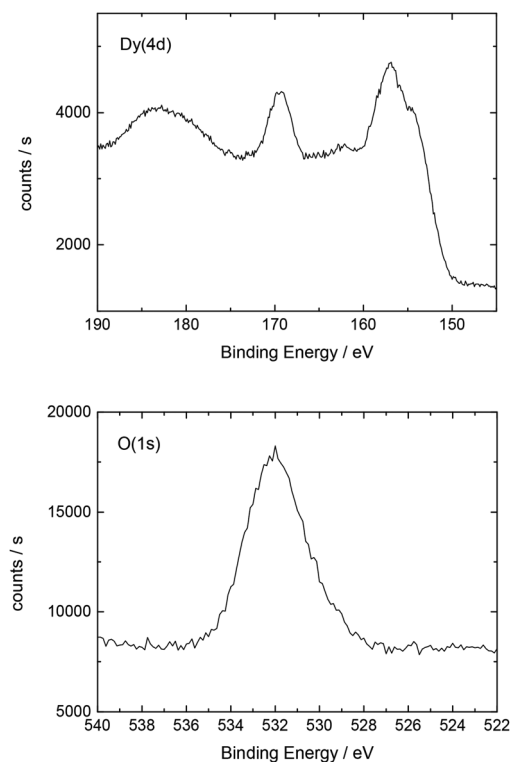 Dy(4d)
counts / s
4000
2000
190 180 170 160 150
Binding Energy / eV
O(1s)
counts / s
20000
15000
10000
5000
540 538 536 534 532 530 528 526 524 522
Binding Energy / eV